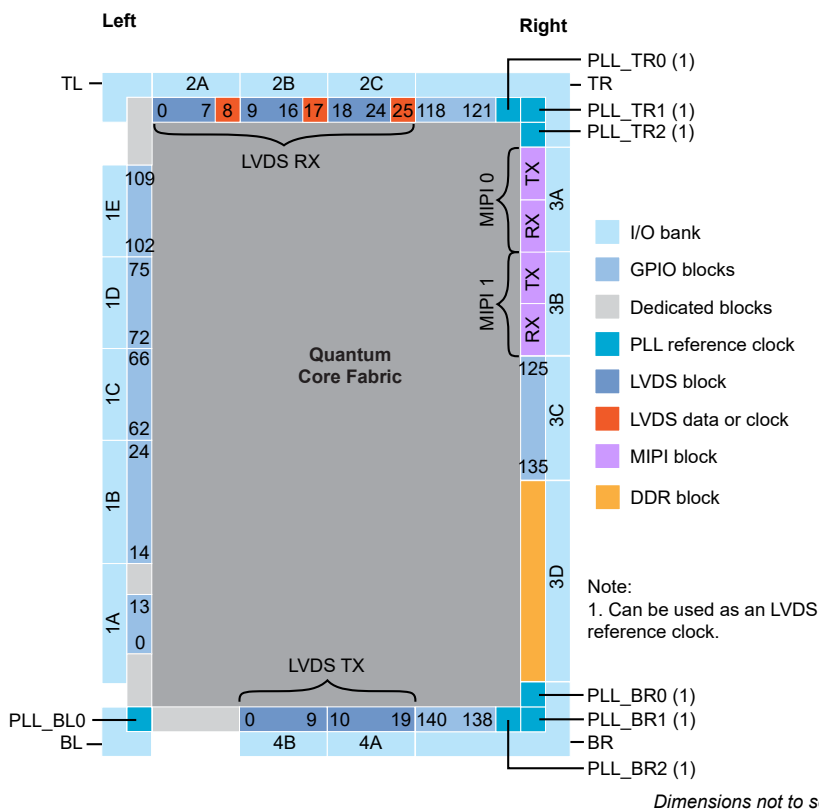 Left
Right
PLL_TR0 (1)
TL
2A
2B
2C
TR
0
7
8
9
16
17
18
24
25
118
121
PLL_TR1 (1)
PLL_TR2 (1)
LVDS RX
109
1E
102
75
1D
72
66
1C
62
24
1B
14
13
1A
0
MIPI 0
TX
RX
3A
MIPI 1
TX
RX
3B
125
3C
135
3D
Quantum
Core Fabric
I/O bank
GPIO blocks
Dedicated blocks
PLL reference clock
LVDS block
LVDS data or clock
MIPI block
DDR block
Note:
1. Can be used as an LVDS
reference clock.
LVDS TX
PLL_BR0 (1)
PLL_BL0
0
9
10
19
140
138
PLL_BR1 (1)
BL
4B
4A
BR
PLL_BR2 (1)
Dimensions not to s